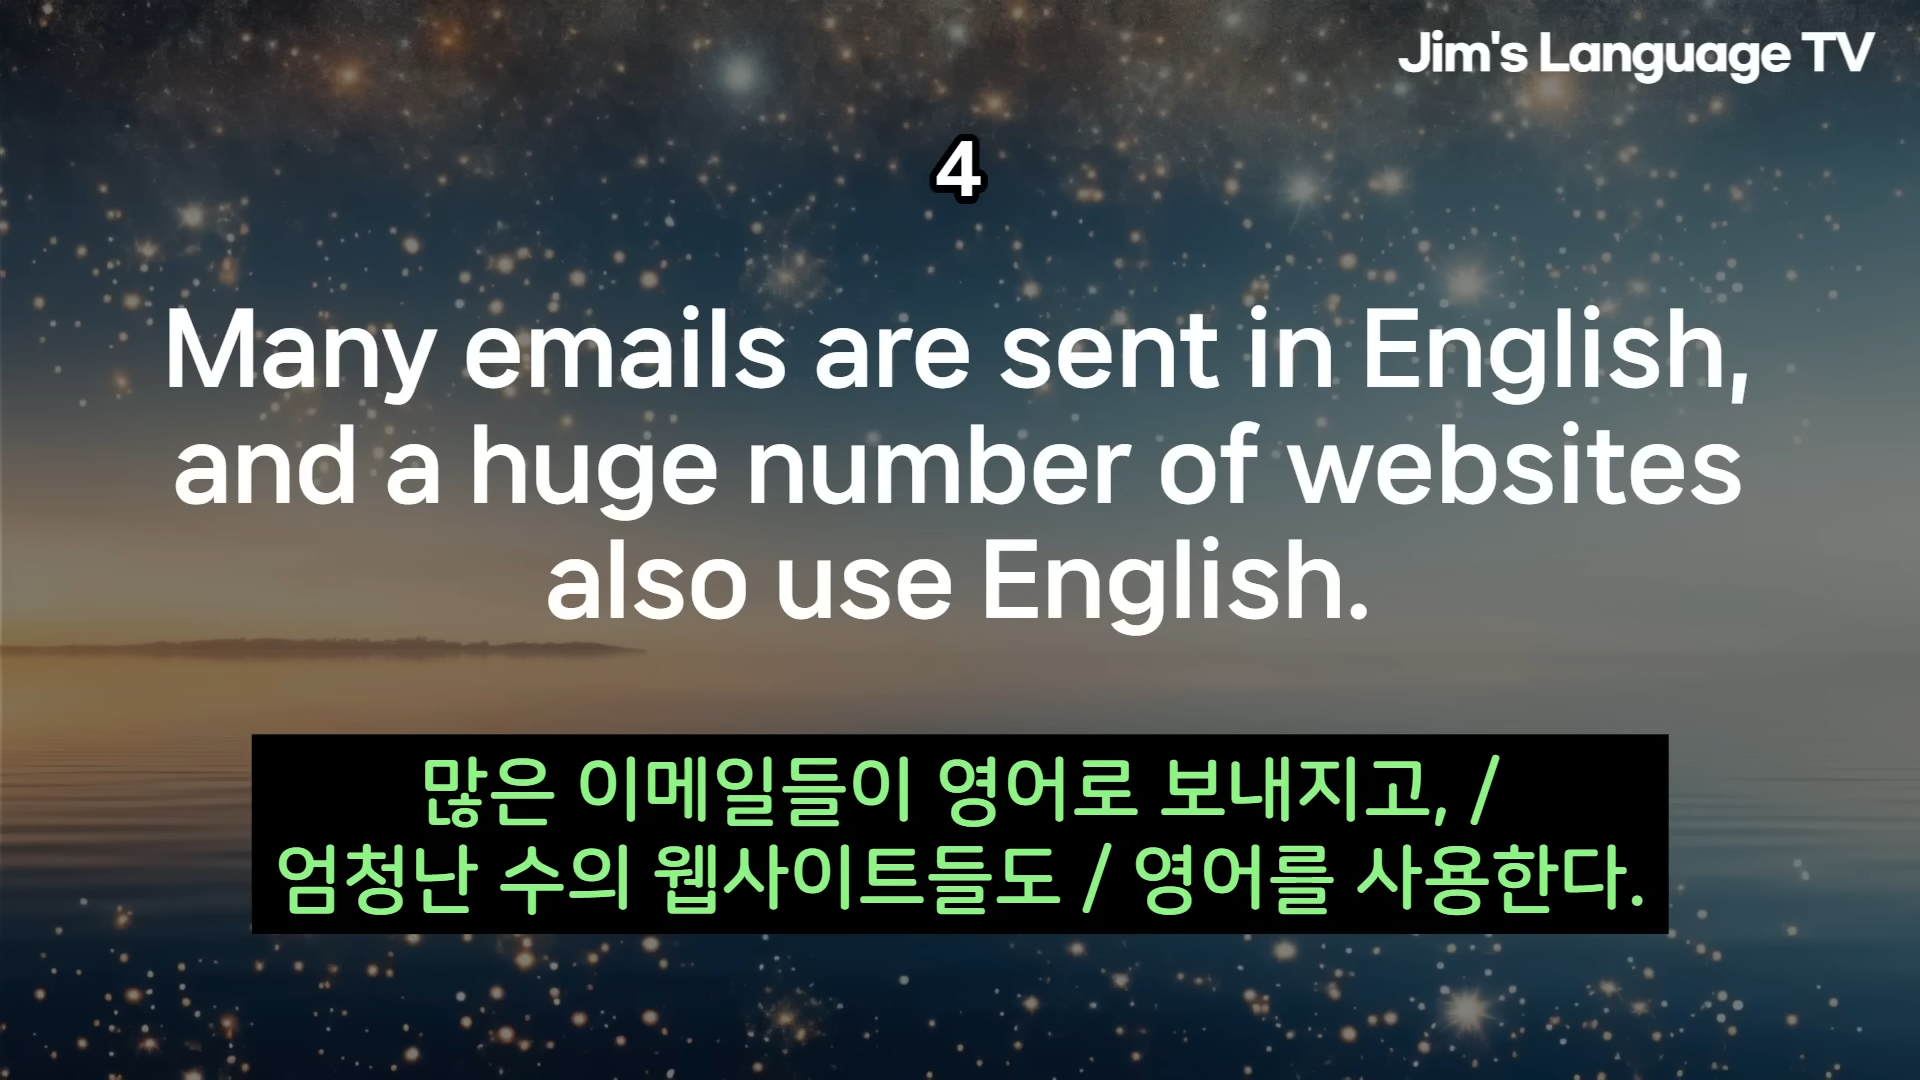 Jim's Language TV
4
Many emails are sent in English,
and a huge number of websites
also use English.
많은 이메일들이 영어로 보내지고, /
엄청난 수의 웹사이트들도 / 영어를 사용한다.